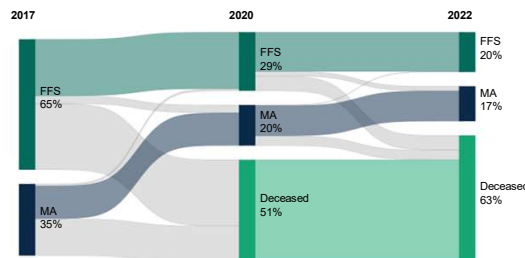 2017 2020 2022
FFS
65%
MA
35%
FFS
29%
MA
20%
Deceased
51%
FFS
20%
MA
17%
Deceased
63%